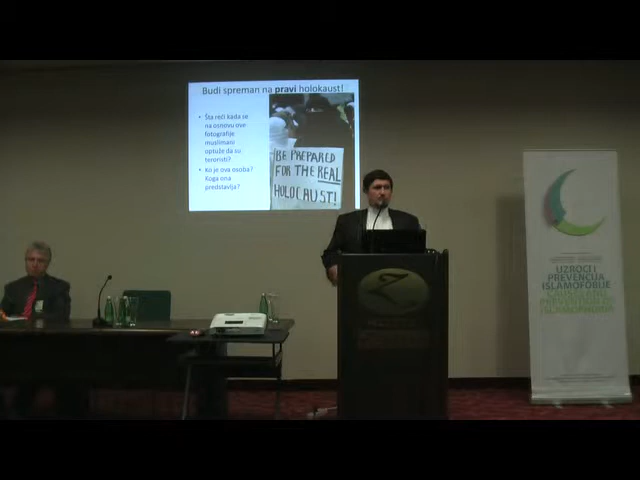 Budi spreman na pravi holokaust!
Šta reći kada se
na osnovu ove
fotografije
muslimani
optuže da su
teroristi?
Ko je ova osoba?
Koga ona
predstavlja?
BE PREPARED
FOR THE REAL
HOLOCAUST!
UZROCI I
PREVENCIJA
ISLAMOFOBIJE